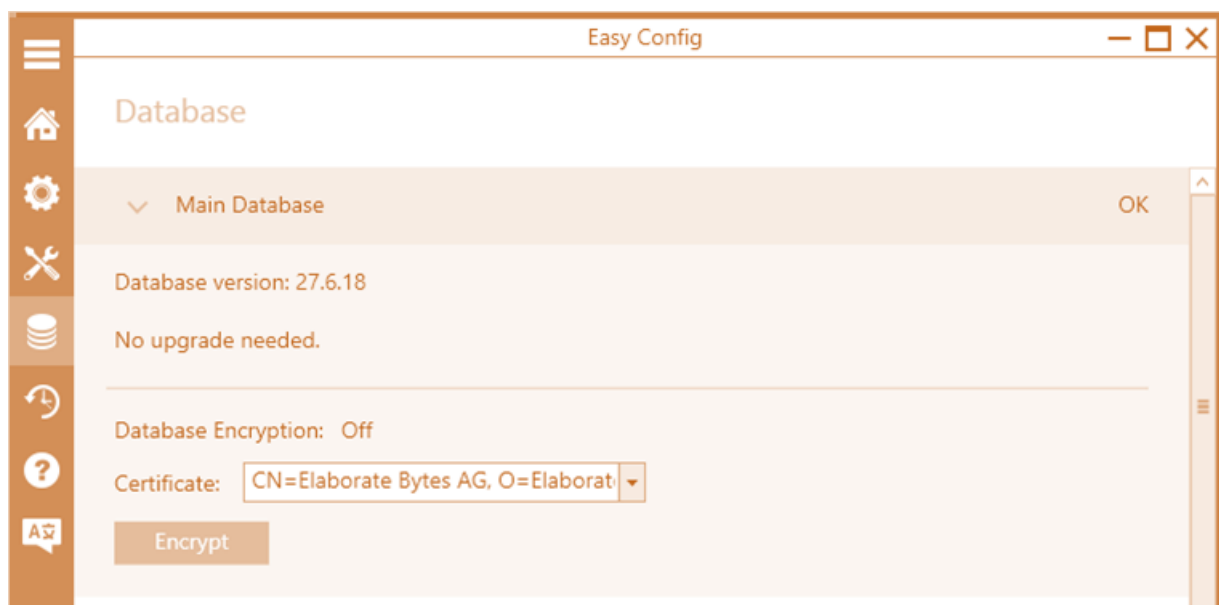 Easy Config
Database
Main Database OK
Database version: 27.6.18
No upgrade needed.
Database Encryption: Off
Certificate: CN=Elaborate Bytes AG, O=Elaborat
?
A
Encrypt